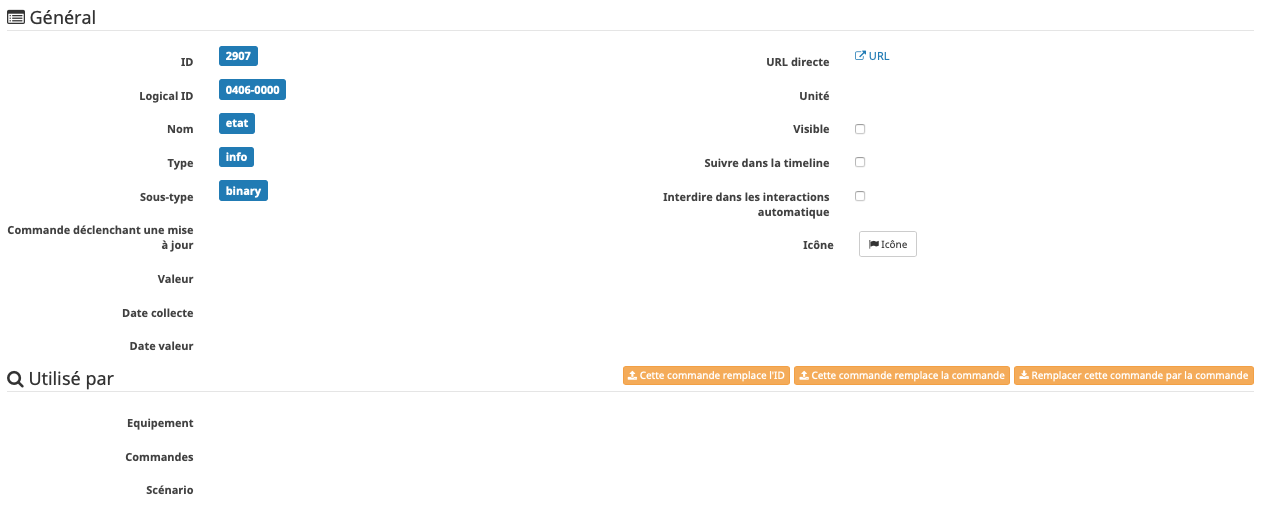 Général
ID 2907
URL directe URL
Logical ID 0406-0000
Unité
Nom etat
Visible
Type info
Suivre dans la timeline
Sous-type binary
Interdire dans les interactions
automatique
Commande déclenchant une mise
à jour
Icône Icône
Valeur
Date collecte
Date valeur
Utilisé par
Cette commande remplace l'ID
Cette commande remplace la commande
Remplacer cette commande par la commande
Equipement
Commandes
Scénario